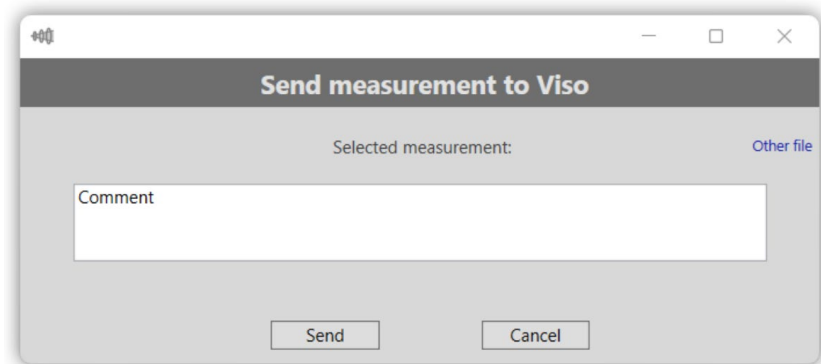 Send measurement to Viso
Selected measurement:
Other file
Comment
Send
Cancel